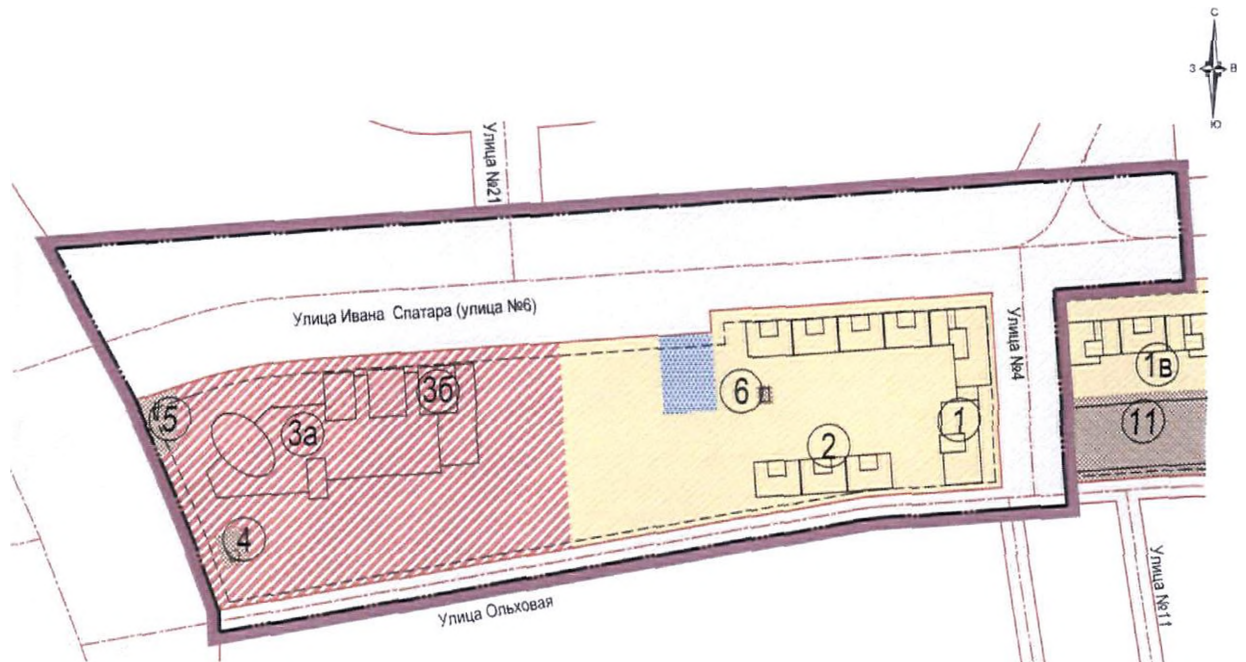 С
З В
Ю
Улица №21
Улица Ивана Спатара (улица №6)
Улица №4
3б
6
1в
5
3а
2
1
11
4
Улица Ольховая
Улица №11